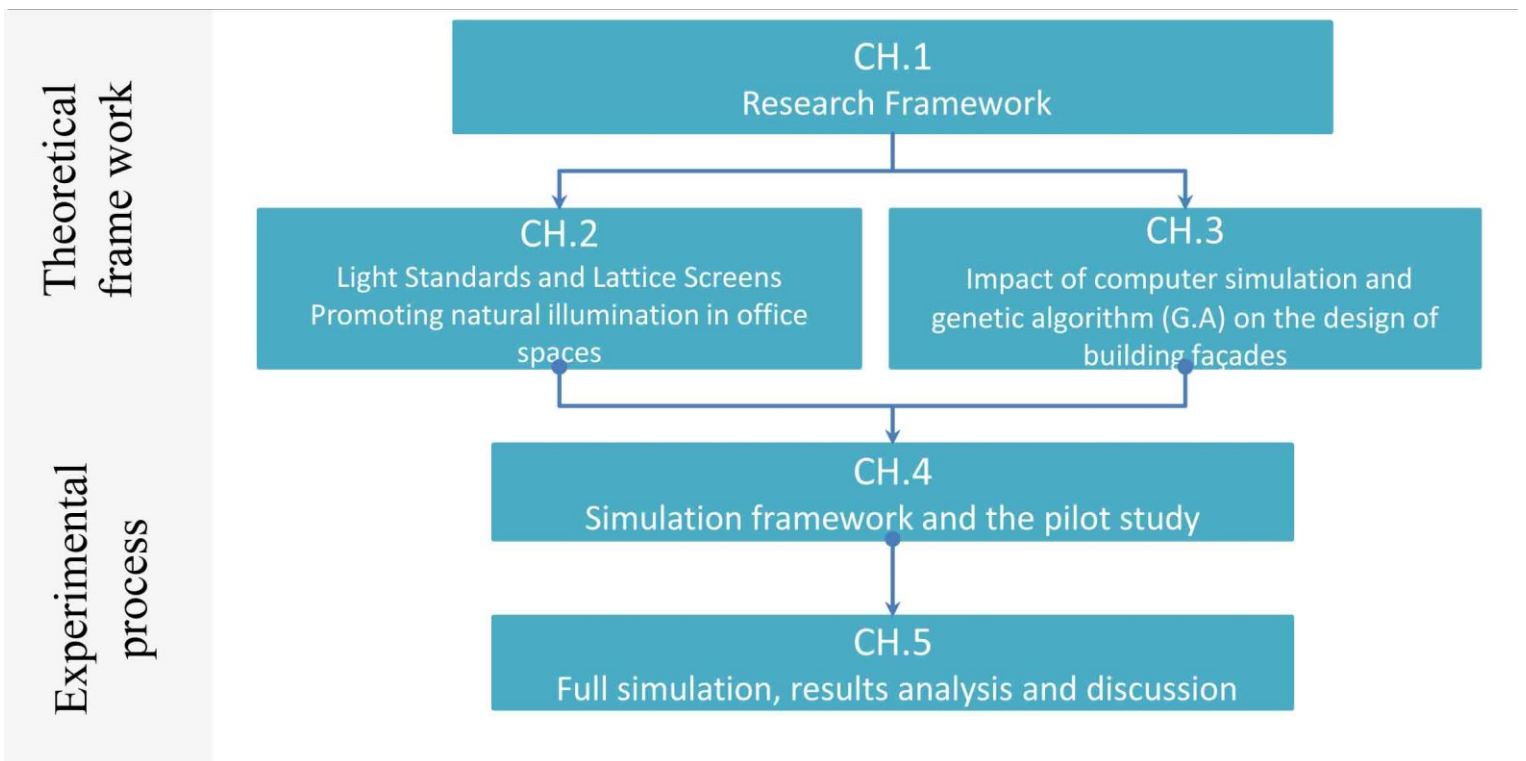 Theoretical
frame work
CH.1
Research Framework
CH.2
Light Standards and Lattice Screens
Promoting natural illumination in office
spaces
CH.3
Impact of computer simulation and
genetic algorithm (G.A) on the design of
building façades
Experimental
process
CH.4
Simulation framework and the pilot study
CH.5
Full simulation, results analysis and discussion